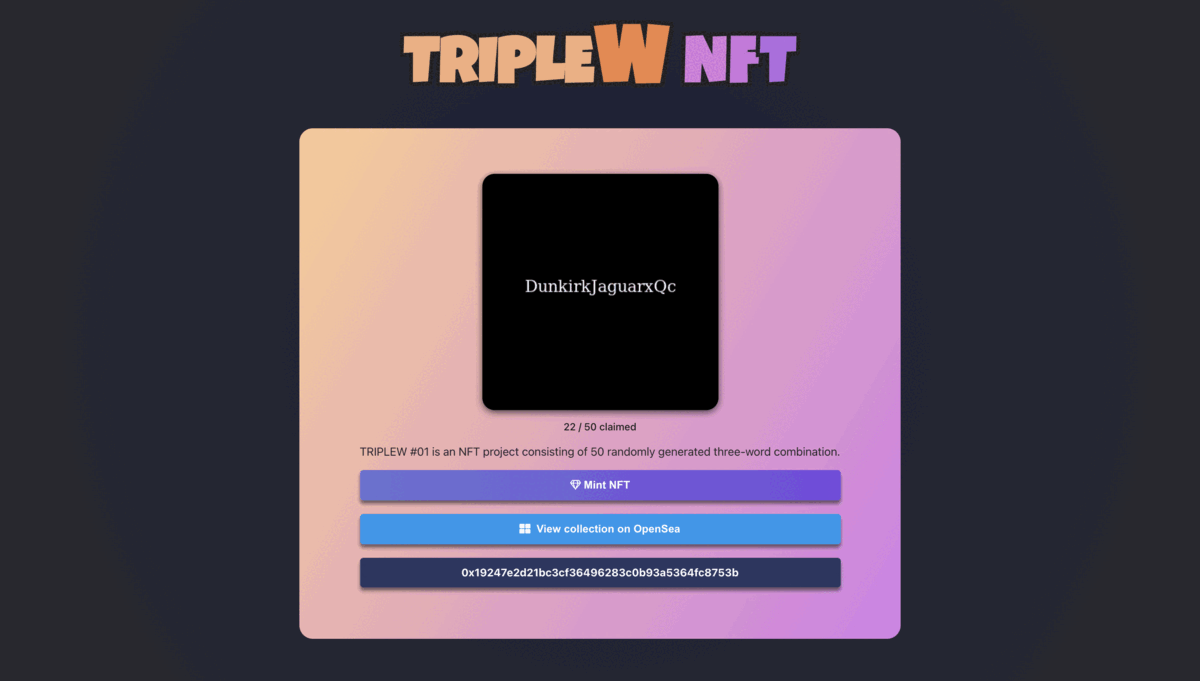 TRIPLEW NFT
DunkirkJaguarxQc
22 / 50 claimed
TRIPLEW #01 is an NFT project consisting of 50 randomly generated three-word combination.
Mint NFT
View collection on OpenSea
0x19247e2d21bc3cf36496283c0b93a5364fc8753b